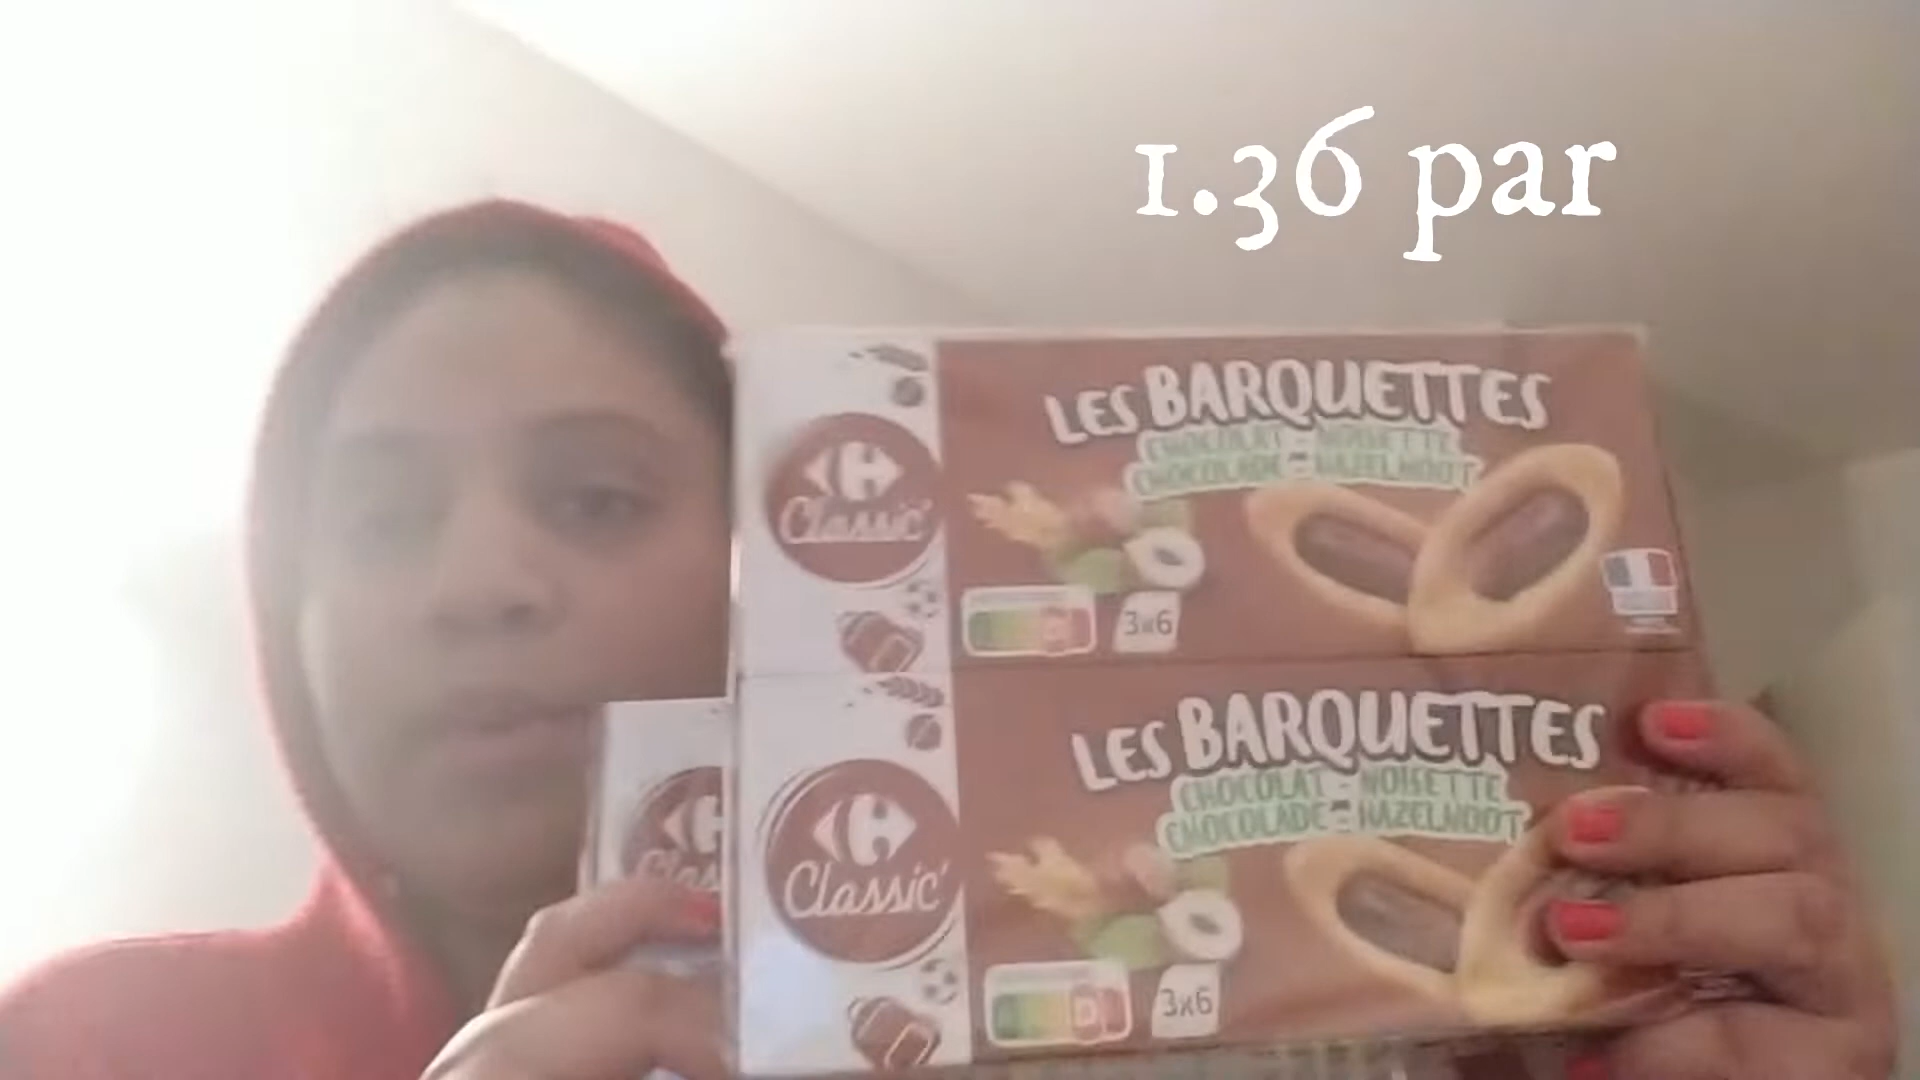 1.36 par
LES BARQUETTES
CHOCOLAT - NOISETTE
CHOCOLADE - HAZELNOOT
Classic'
3x6
LES BARQUETTES
CHOCOLAT - NOISETTE
CHOCOLADE - HAZELNOOT
Classic'
Clas
D
3x6